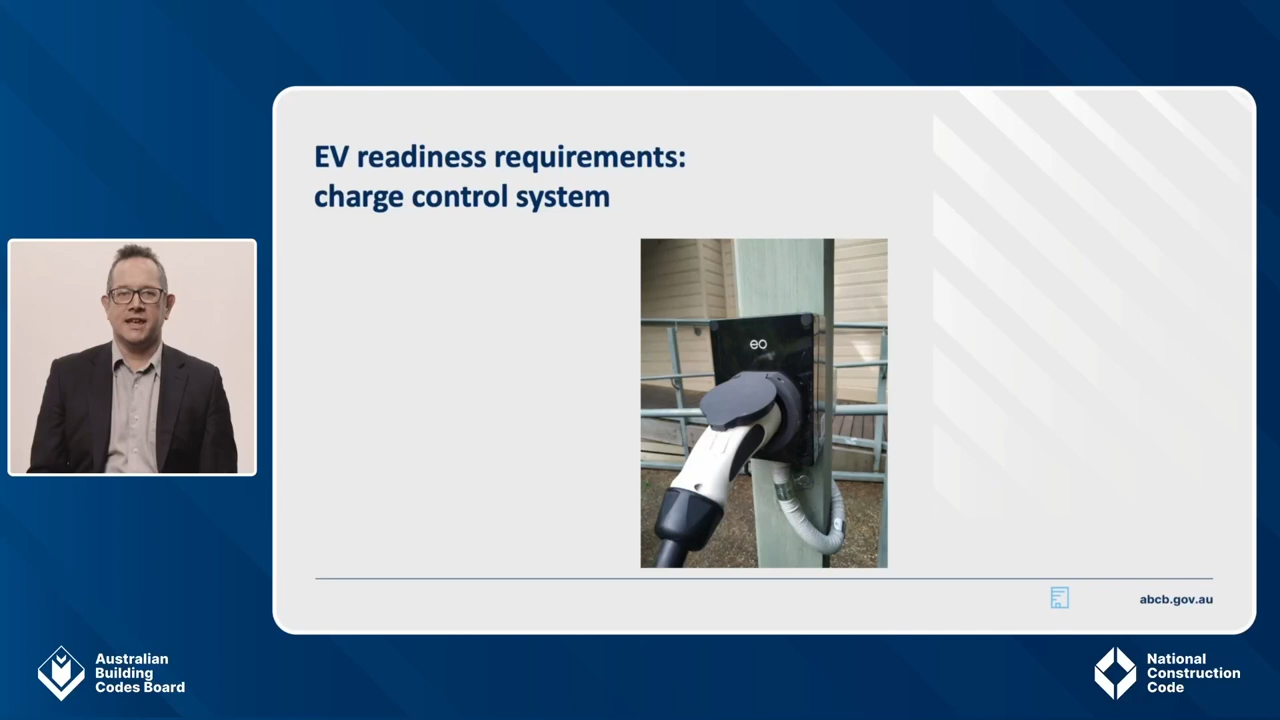 EV readiness requirements:
charge control system
eo
abcb.gov.au
Australian
Building
Codes Board
National
Construction
Code